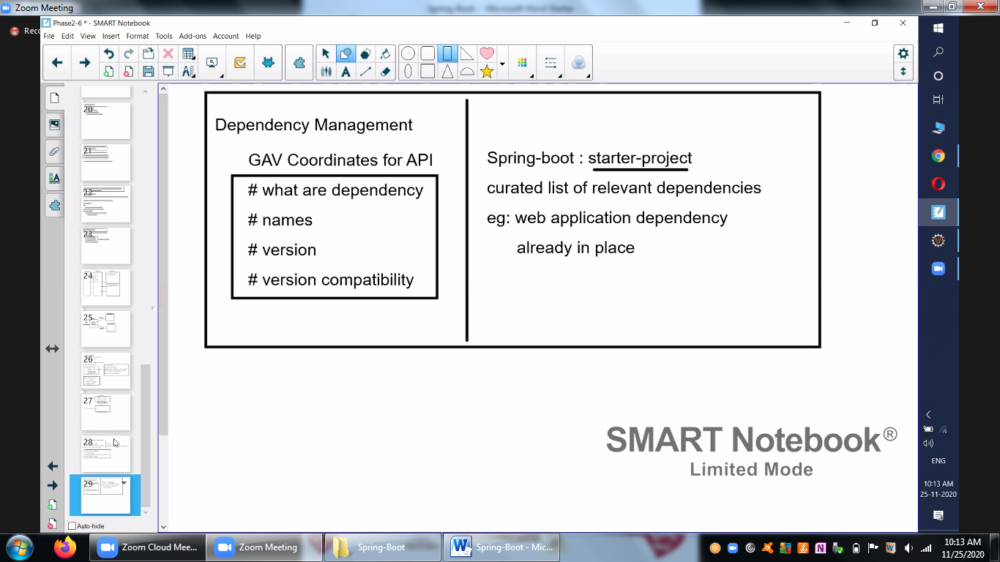 Zoom Meeting
Spring-Boot - Microsoft Word Starter
Phase2-6 * - SMART Notebook
File Edit View Insert Format Tools Add-ons Account Help
Dependency Management
GAV Coordinates for API
# what are dependency
# names
# version
# version compatibility
Spring-boot : starter-project
curated list of relevant dependencies
eg: web application dependency
already in place
20
21
22
23
24
25
26
27
28
29
Auto-hide
SMART Notebook®
Limited Mode
ENG
10:13 AM
25-11-2020
Zoom Cloud Mee...
Zoom Meeting
Spring-Boot
Spring-Boot - Mic...
10:13 AM
11/25/2020